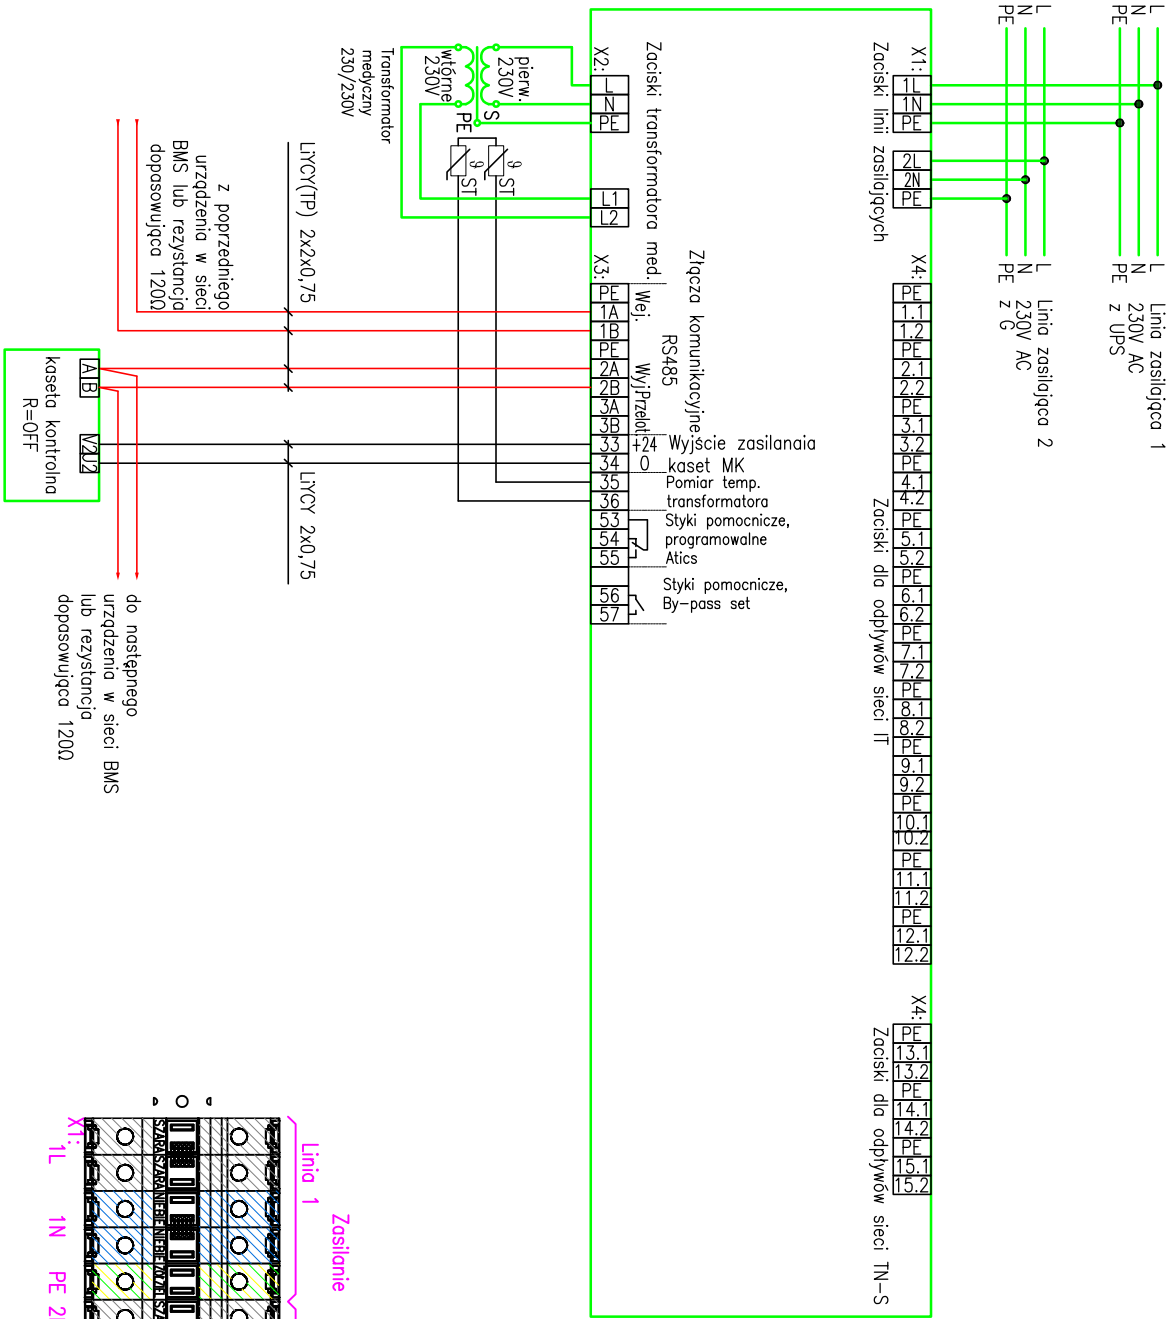 L
N
PE
L
N
PE
L
N
PE
L
N
PE
Linia zasilająca 1
230V AC
z UPS
Linia zasilająca 2
230V AC
z G
X1:
1L
1N
PE
2L
2N
PE
Zaciski linii zasilających
X4:
PE
1.1
1.2
PE
2.1
2.2
PE
3.1
3.2
PE
4.1
4.2
PE
5.1
5.2
PE
6.1
6.2
PE
7.1
7.2
PE
8.1
8.2
PE
9.1
9.2
PE
10.1
10.2
PE
11.1
11.2
PE
12.1
12.2
Zaciski dla odpływów sieci IT
X4:
PE
13.1
13.2
PE
14.1
14.2
PE
15.1
15.2
Zaciski dla odpływów sieci TN-S
Zaciski transformatora med.
X2:
L
N
PE
L1
L2
pierw.
230V
S
wtórne
230V
PE
Transformator
medyczny
230/230V
ϑ
ST
ϑ
ST
Złącza komunikacyjne
RS485
X3:
PE
1A
1B
PE
2A
2B
3A
3B
33
34
35
36
53
54
55
56
57
Wej.
Wyj.
Przelot
+24
0
Wyjście zasilanaia
kaset MK
Pomiar temp.
transformatora
Styki pomocnicze,
programowalne
Atics
Styki pomocnicze,
By-pass set
LiYCY(TP) 2x2x0,75
LiYCY 2x0,75
z poprzedniego
urządzenia w sieci
BMS lub rezystancja
dopasowująca 120Ω
A
B
V2
U2
kaseta kontrolna
R=OFF
do następnego
urządzenia w sieci BMS
lub rezystancja
dopasowująca 120Ω
Zasilanie
Linia 1
SZARA
SZARA
NIEBIE
NIEBIE
X1:
1L
1N
PE